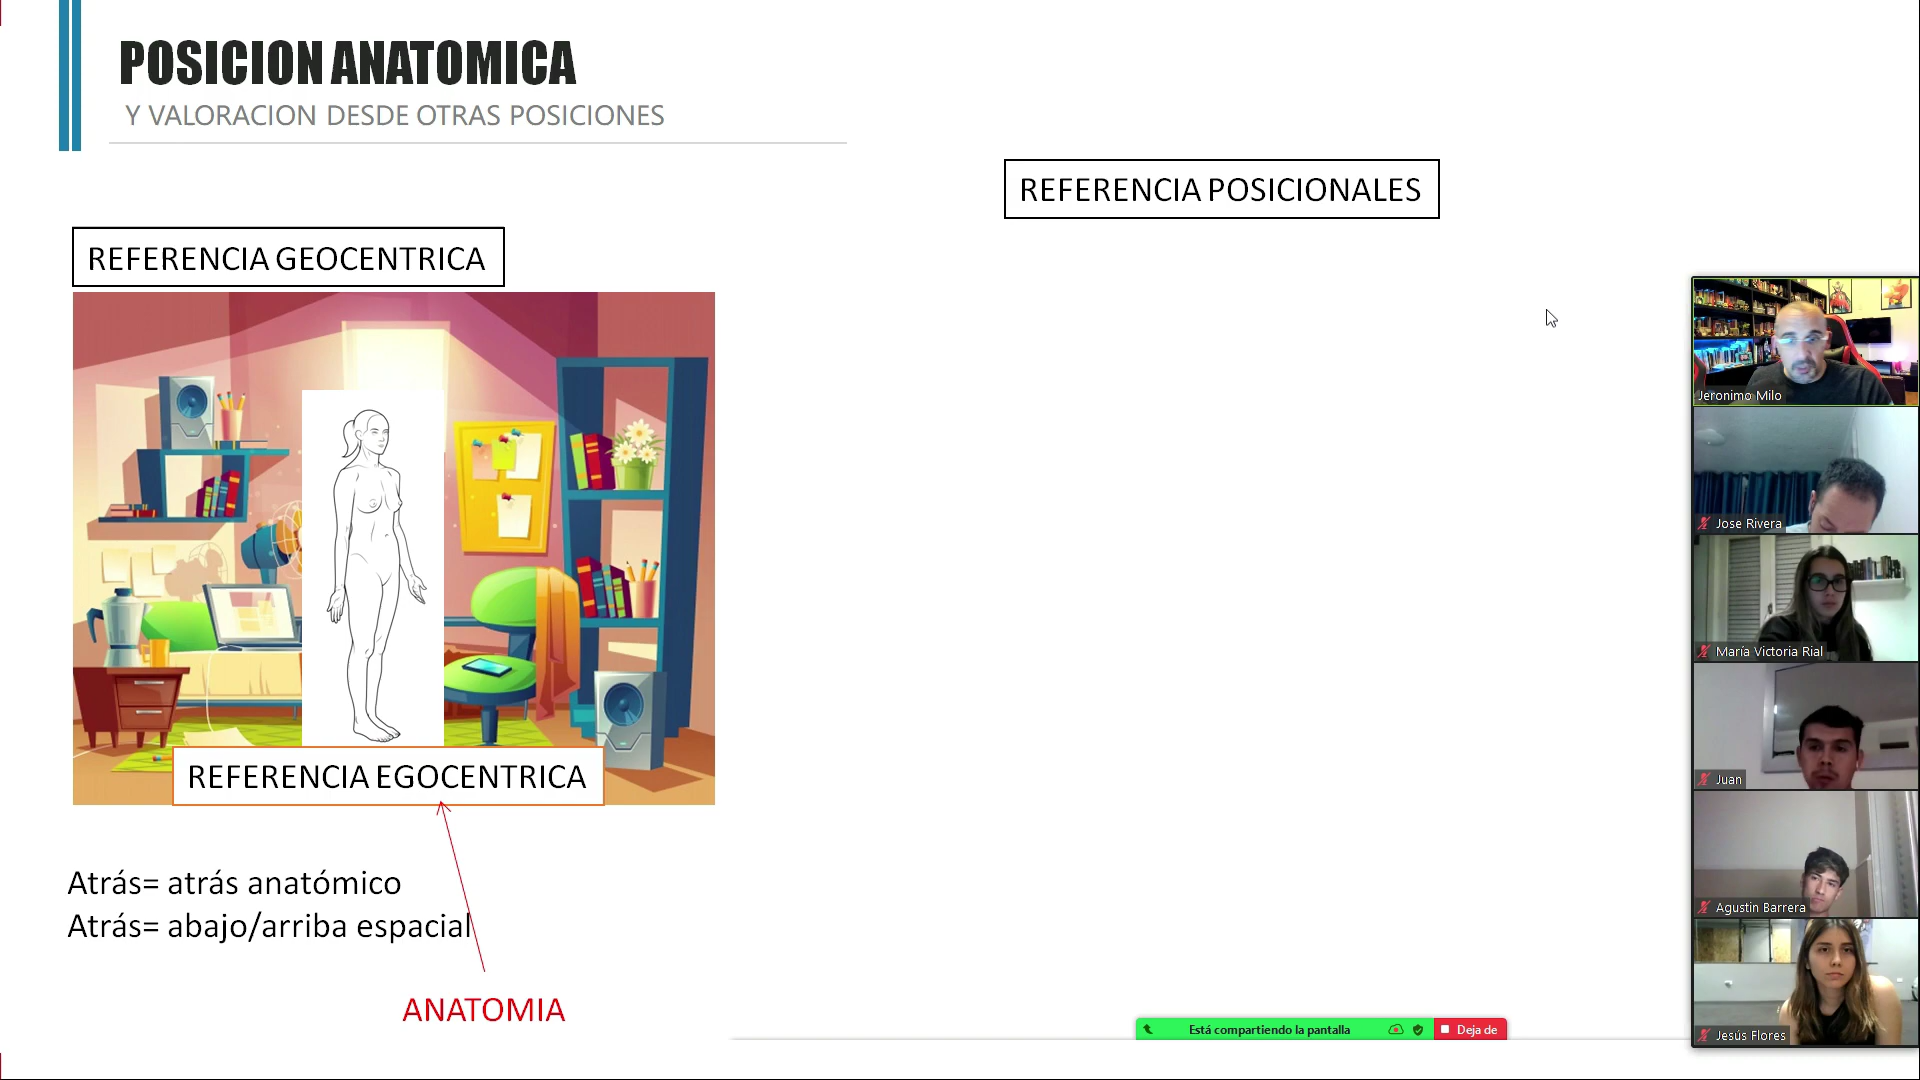 POSICION ANATOMICA
Y VALORACION DESDE OTRAS POSICIONES
REFERENCIA POSICIONALES
REFERENCIA GEOCENTRICA
REFERENCIA EGOCENTRICA
Atrás= atrás anatómico
Atrás= abajo/arriba espacial
ANATOMIA
Está compartiendo la pantalla
Deja de
Jeronimo Milo
Jose Rivera
María Victoria Rial
Juan
Agustin Barrera
Jesús Flores